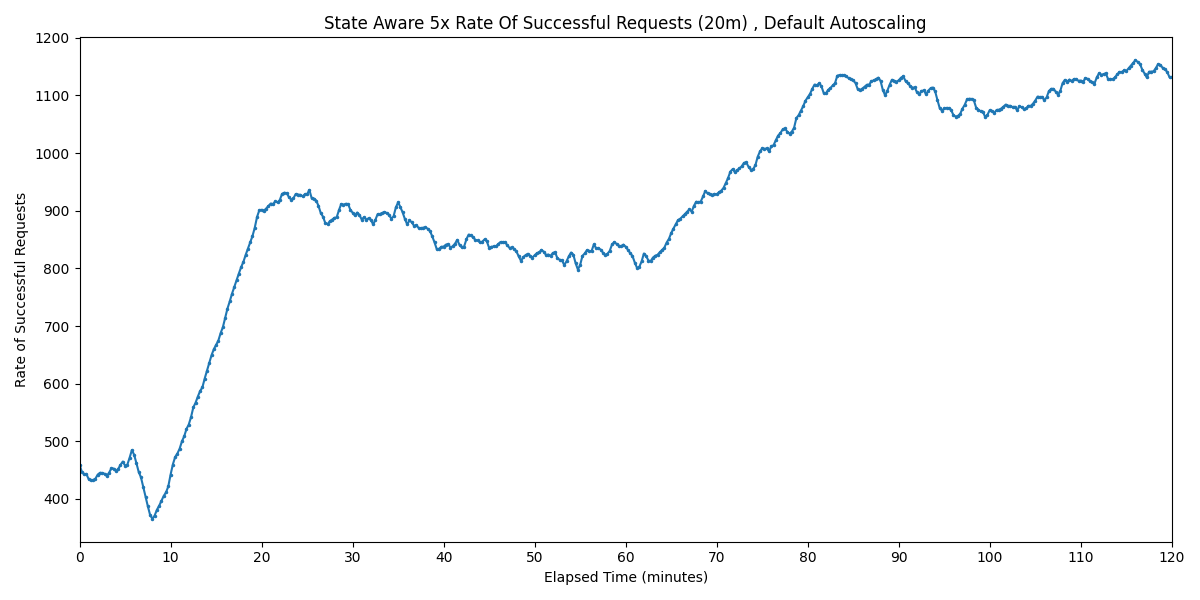 State Aware 5x Rate Of Successful Requests (20m) , Default Autoscaling
1200
1100
1000
900
800
700
600
500
400
Rate of Successful Requests
0 10 20 30 40 50 60 70 80 90 100 110 120
Elapsed Time (minutes)